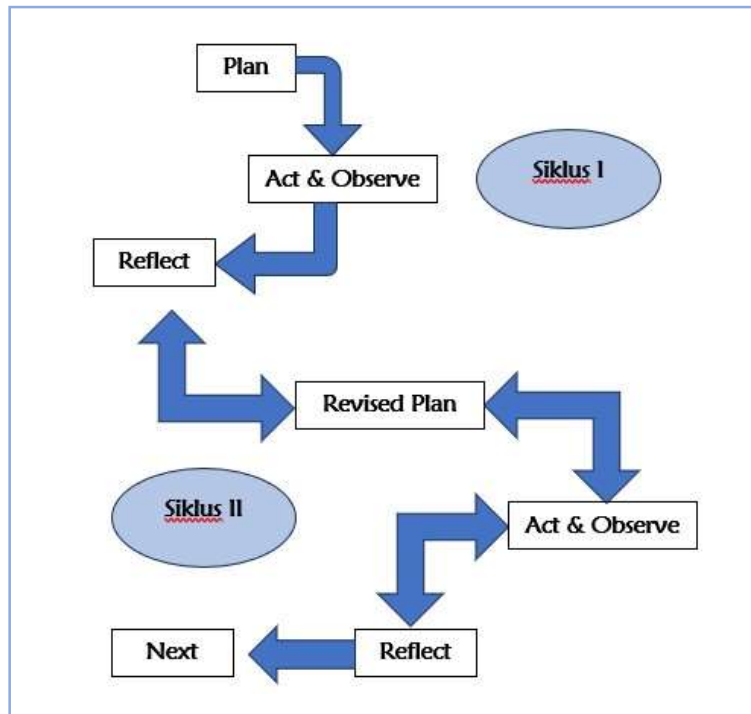 Plan
Act & Observe
Siklus I
Reflect
Revised Plan
Siklus II
Act & Observe
Next
Reflect